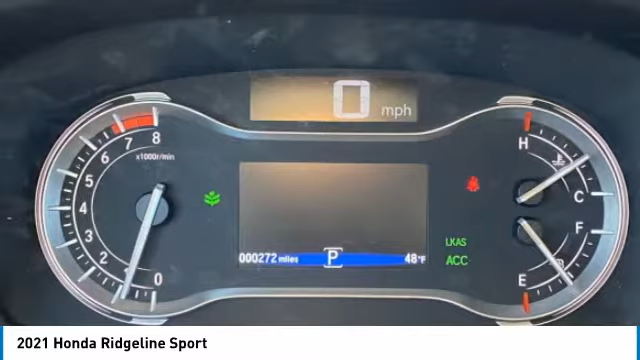 0 mph
8
7
6
5
4
3
2
1
0
x1000r/min
H
C
F
E
LKAS
ACC
000272 miles P 48°F
2021 Honda Ridgeline Sport